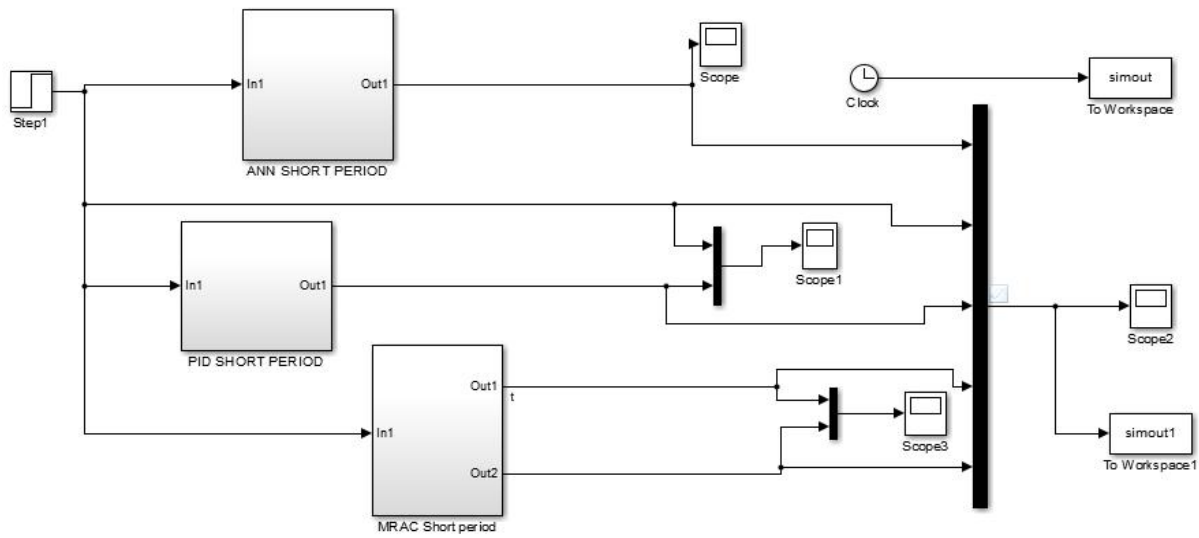 Step1
In1
Out1
ANN SHORT PERIOD
Scope
Clock
simout
To Workspace
In1
Out1
PID SHORT PERIOD
Scope1
Scope2
In1
Out1
t
Out2
MRAC Short period
Scope3
simout1
To Workspace1